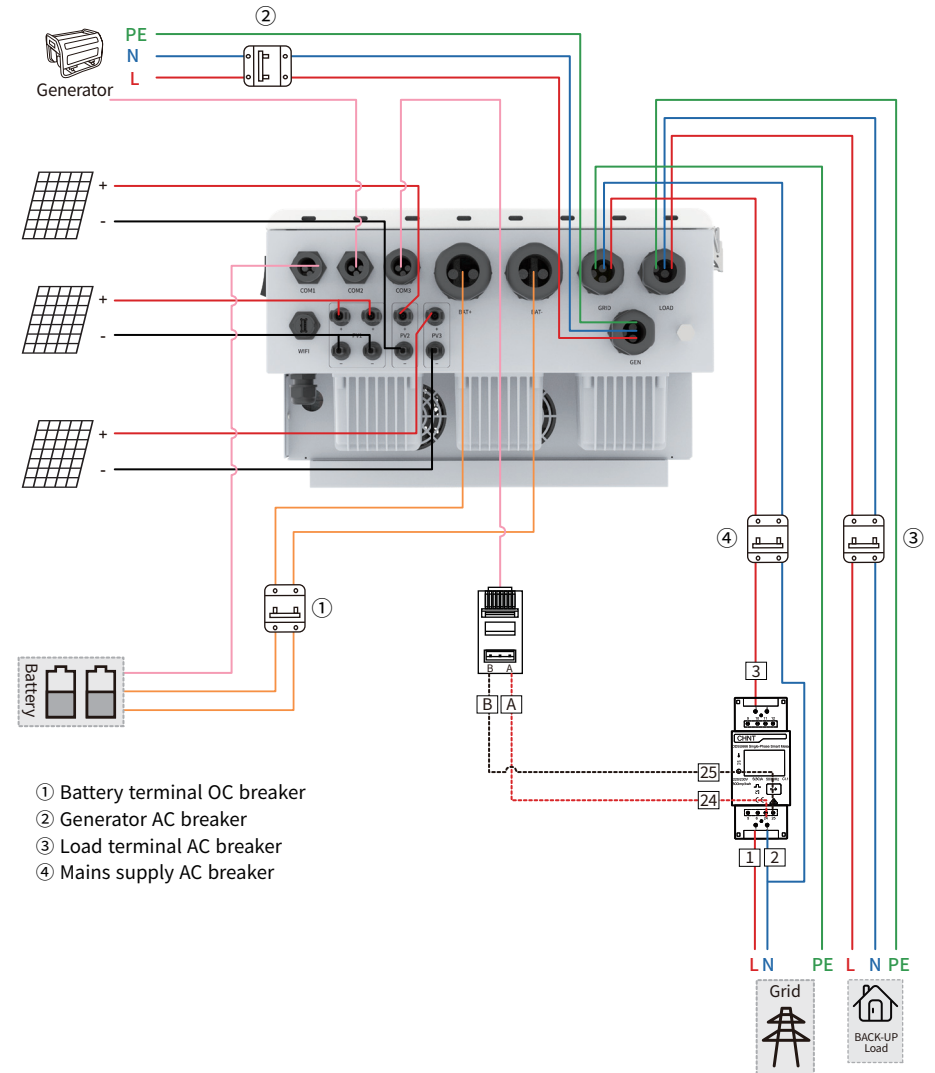 ②
PE
N
L
Generator
+
-
+
-
+
-
COM1
COM2
COM3
BAT+
BAT-
GRID
LOAD
WIFI
PV1
PV2
PV3
GEN
④
③
①
Battery
B A
B A
3
CHNT
25
24
1 2
① Battery terminal OC breaker
② Generator AC breaker
③ Load terminal AC breaker
④ Mains supply AC breaker
L N PE L N PE
Grid
BACK-UP
Load